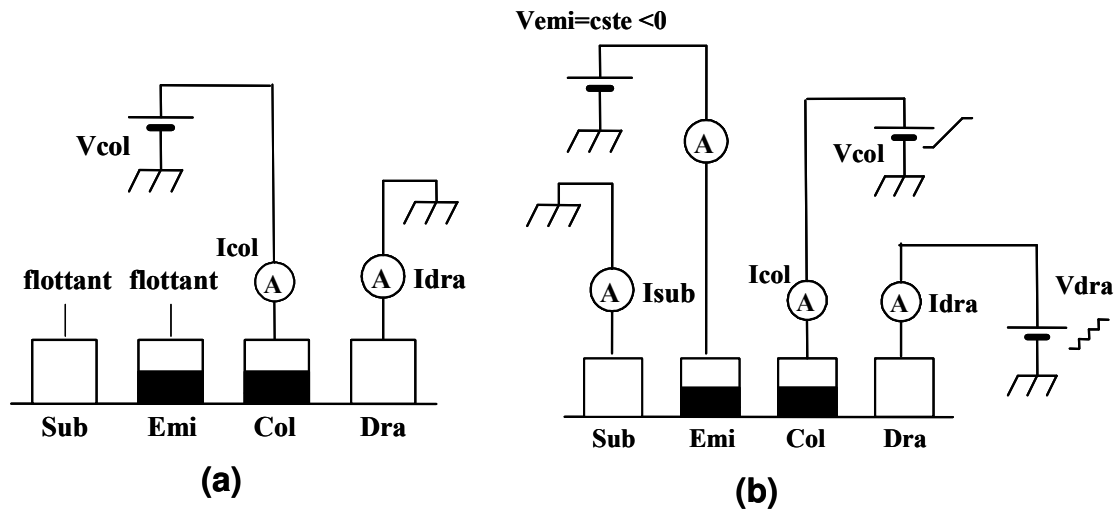 Vcol
Icol
A
A
Idra
flottant
flottant
Sub
Emi
Col
Dra
(a)
Vemi=cste <0
A
Vcol
A
Isub
Icol
A
A
Idra
Vdra
Sub
Emi
Col
Dra
(b)